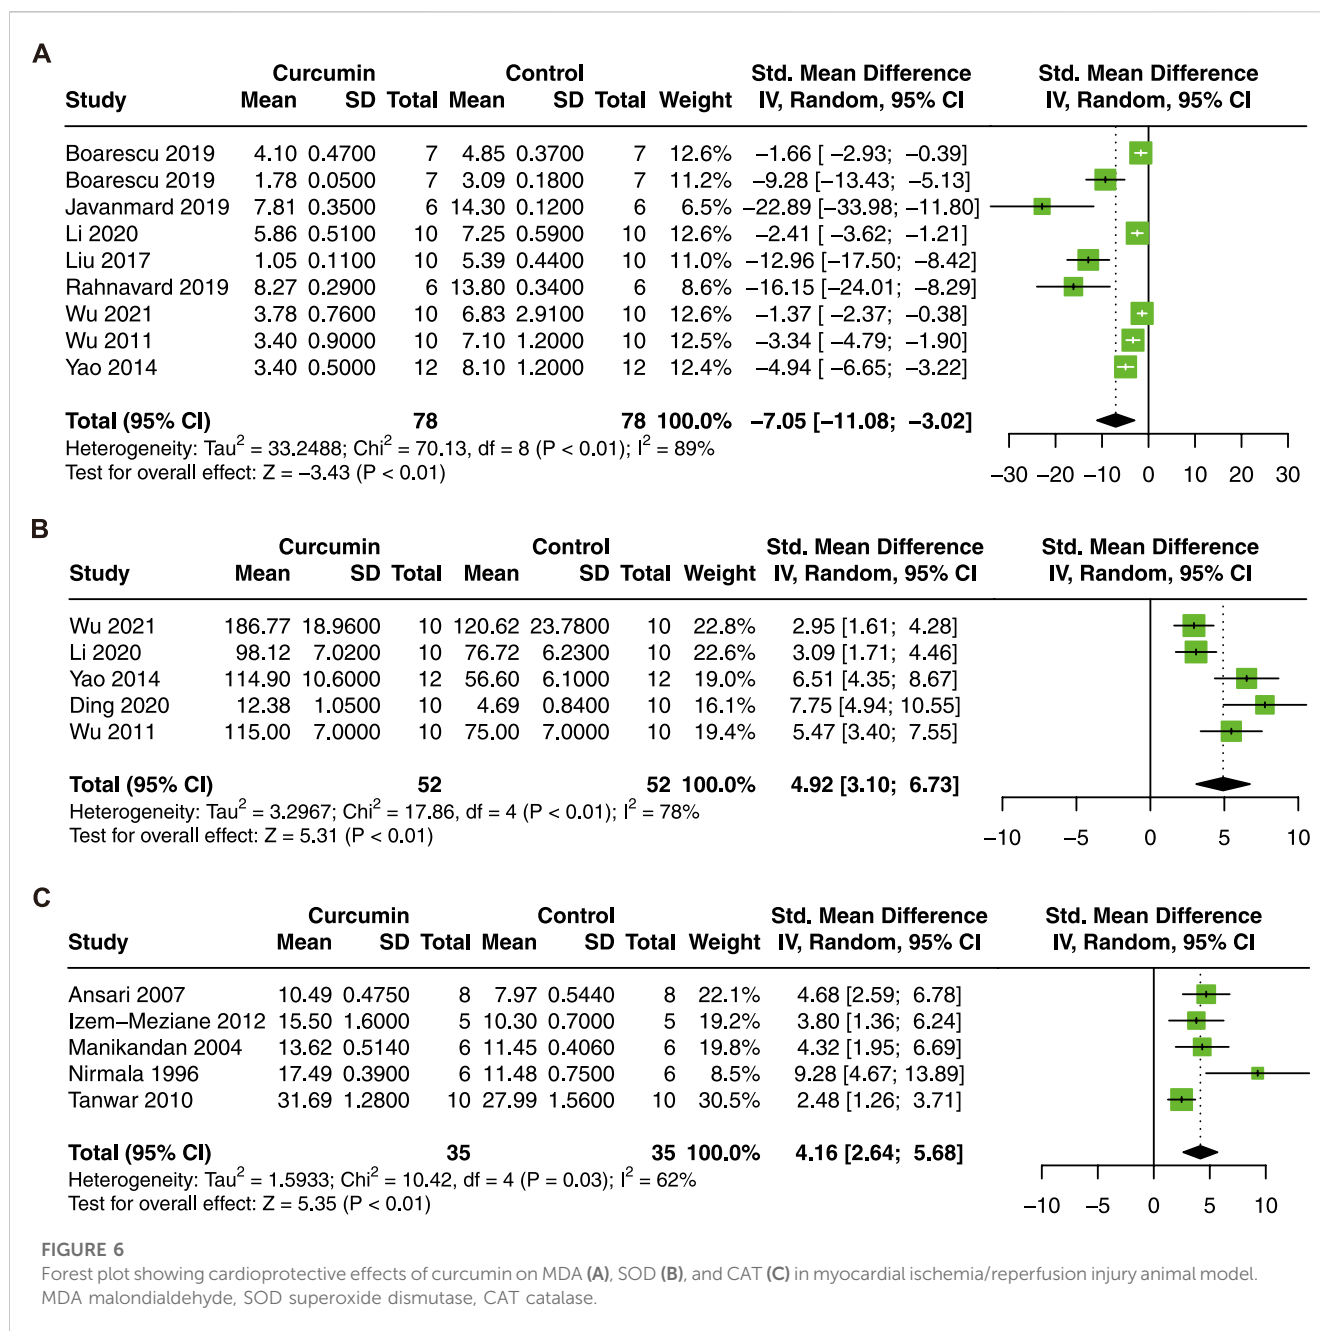 A
Curcumin Control Std. Mean Difference Std. Mean Difference
Study Mean SD Total Mean SD Total Weight IV, Random, 95% CI IV, Random, 95% CI
Boarescu 2019 4.10 0.4700 7 4.85 0.3700 7 12.6% −1.66 [ −2.93; −0.39]
Boarescu 2019 1.78 0.0500 7 3.09 0.1800 7 11.2% −9.28 [−13.43; −5.13]
Javanmard 2019 7.81 0.3500 6 14.30 0.1200 6 6.5% −22.89 [−33.98; −11.80]
Li 2020 5.86 0.5100 10 7.25 0.5900 10 12.6% −2.41 [ −3.62; −1.21]
Liu 2017 1.05 0.1100 10 5.39 0.4400 10 11.0% −12.96 [−17.50; −8.42]
Rahnavard 2019 8.27 0.2900 6 13.80 0.3400 6 8.6% −16.15 [−24.01; −8.29]
Wu 2021 3.78 0.7600 10 6.83 2.9100 10 12.6% −1.37 [ −2.37; −0.38]
Wu 2011 3.40 0.9000 10 7.10 1.2000 10 12.5% −3.34 [ −4.79; −1.90]
Yao 2014 3.40 0.5000 12 8.10 1.2000 12 12.4% −4.94 [ −6.65; −3.22]
Total (95% CI) 78 78 100.0% −7.05 [−11.08; −3.02]
Heterogeneity: Tau² = 33.2488; Chi² = 70.13, df = 8 (P < 0.01); I² = 89%
Test for overall effect: Z = −3.43 (P < 0.01)
−30 −20 −10 0 10 20 30
B
Curcumin Control Std. Mean Difference Std. Mean Difference
Study Mean SD Total Mean SD Total Weight IV, Random, 95% CI IV, Random, 95% CI
Wu 2021 186.77 18.9600 10 120.62 23.7800 10 22.8% 2.95 [1.61; 4.28]
Li 2020 98.12 7.0200 10 76.72 6.2300 10 22.6% 3.09 [1.71; 4.46]
Yao 2014 114.90 10.6000 12 56.60 6.1000 12 19.0% 6.51 [4.35; 8.67]
Ding 2020 12.38 1.0500 10 4.69 0.8400 10 16.1% 7.75 [4.94; 10.55]
Wu 2011 115.00 7.0000 10 75.00 7.0000 10 19.4% 5.47 [3.40; 7.55]
Total (95% CI) 52 52 100.0% 4.92 [3.10; 6.73]
Heterogeneity: Tau² = 3.2967; Chi² = 17.86, df = 4 (P < 0.01); I² = 78%
Test for overall effect: Z = 5.31 (P < 0.01)
−10 −5 0 5 10
C
Curcumin Control Std. Mean Difference Std. Mean Difference
Study Mean SD Total Mean SD Total Weight IV, Random, 95% CI IV, Random, 95% CI
Ansari 2007 10.49 0.4750 8 7.97 0.5440 8 22.1% 4.68 [2.59; 6.78]
Izem−Meziane 2012 15.50 1.6000 5 10.30 0.7000 5 19.2% 3.80 [1.36; 6.24]
Manikandan 2004 13.62 0.5140 6 11.45 0.4060 6 19.8% 4.32 [1.95; 6.69]
Nirmala 1996 17.49 0.3900 6 11.48 0.7500 6 8.5% 9.28 [4.67; 13.89]
Tanwar 2010 31.69 1.2800 10 27.99 1.5600 10 30.5% 2.48 [1.26; 3.71]
Total (95% CI) 35 35 100.0% 4.16 [2.64; 5.68]
Heterogeneity: Tau² = 1.5933; Chi² = 10.42, df = 4 (P = 0.03); I² = 62%
Test for overall effect: Z = 5.35 (P < 0.01)
−10 −5 0 5 10
FIGURE 6
Forest plot showing cardioprotective effects of curcumin on MDA (A), SOD (B), and CAT (C) in myocardial ischemia/reperfusion injury animal model.
MDA malondialdehyde, SOD superoxide dismutase, CAT catalase.